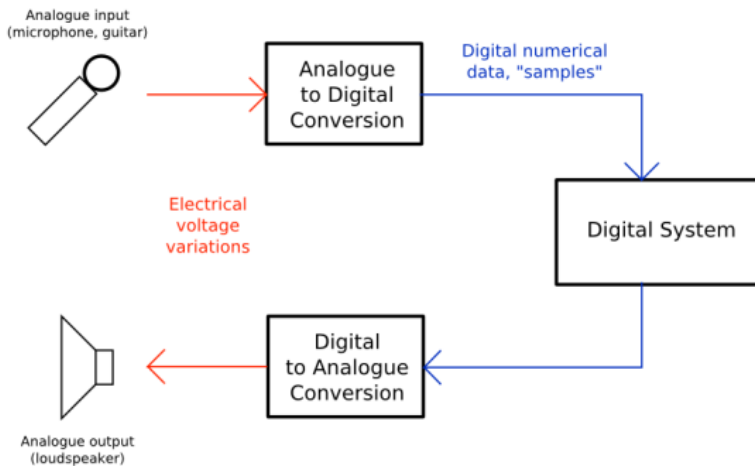 Analogue input
(microphone, guitar)
Analogue
to Digital
Conversion
Digital numerical
data, "samples"
Electrical
voltage
variations
Digital System
Digital
to Analogue
Conversion
Analogue output
(loudspeaker)